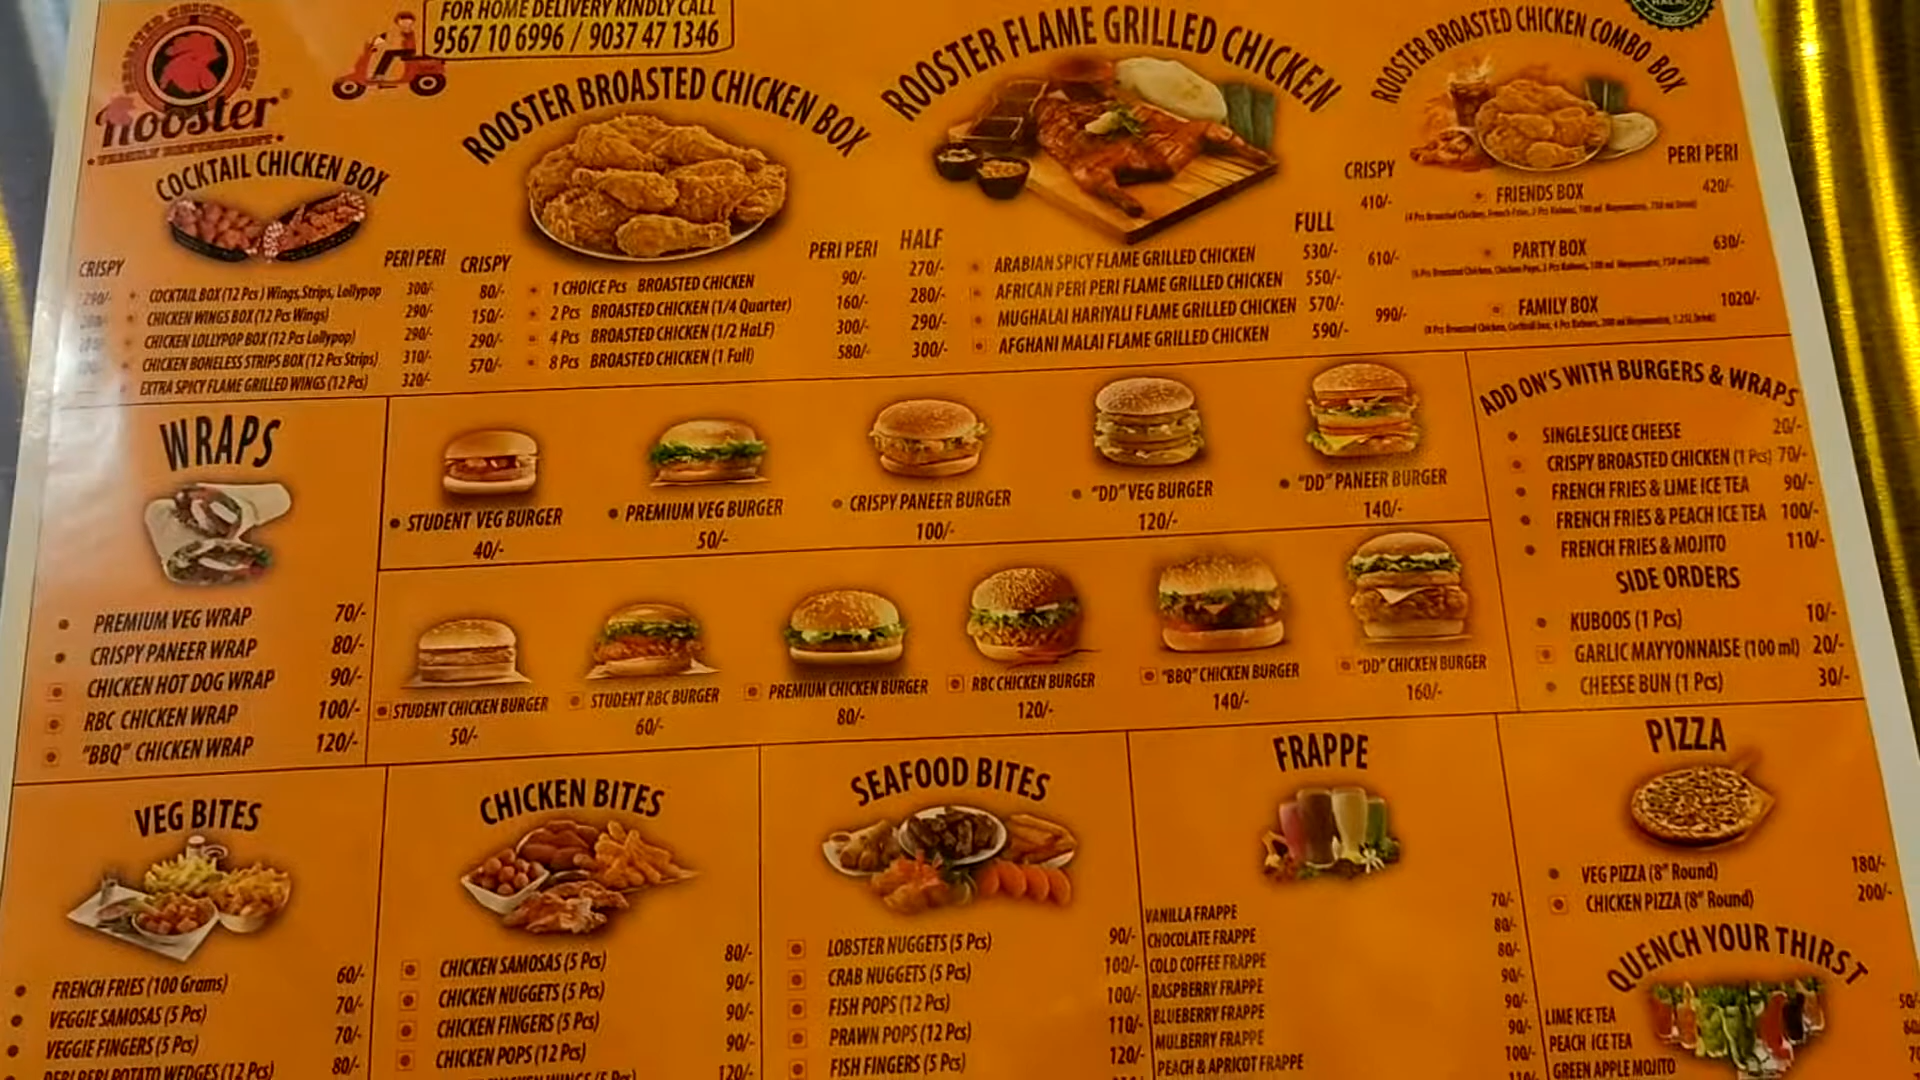 FOR HOME DELIVERY KINDLY CALL
9567 10 6996 / 9037 47 1346
Rooster
FAMILY RESTAURANT
HALAL
100%
COCKTAIL CHICKEN BOX
CRISPY PERI PERI
290/- COCKTAIL BOX (12 Pcs) Wings, Strips, Lollypop 300/-
CHICKEN WINGS BOX (12 Pcs Wings) 290/-
CHICKEN LOLLYPOP BOX (12 Pcs Lollypop) 290/-
CHICKEN BONELESS STRIPS BOX (12 Pcs Strips) 310/-
EXTRA SPICY FLAME GRILLED WINGS (12 Pcs) 320/-
ROOSTER BROASTED CHICKEN BOX
CRISPY PERI PERI
80/- 1 CHOICE Pcs BROASTED CHICKEN 90/-
150/- 2 Pcs BROASTED CHICKEN (1/4 Quarter) 160/-
290/- 4 Pcs BROASTED CHICKEN (1/2 HaLF) 300/-
570/- 8 Pcs BROASTED CHICKEN (1 Full) 580/-
ROOSTER FLAME GRILLED CHICKEN
HALF FULL
270/- ARABIAN SPICY FLAME GRILLED CHICKEN 530/-
280/- AFRICAN PERI PERI FLAME GRILLED CHICKEN 550/-
290/- MUGHALAI HARIYALI FLAME GRILLED CHICKEN 570/-
300/- AFGHANI MALAI FLAME GRILLED CHICKEN 590/-
ROOSTER BROASTED CHICKEN COMBO BOX
CRISPY PERI PERI
410/- FRIENDS BOX 420/-
610/- PARTY BOX 630/-
990/- FAMILY BOX 1020/-
WRAPS
PREMIUM VEG WRAP 70/-
CRISPY PANEER WRAP 80/-
CHICKEN HOT DOG WRAP 90/-
RBC CHICKEN WRAP 100/-
"BBQ" CHICKEN WRAP 120/-
STUDENT VEG BURGER
40/-
PREMIUM VEG BURGER
50/-
CRISPY PANEER BURGER
100/-
"DD" VEG BURGER
120/-
"DD" PANEER BURGER
140/-
STUDENT CHICKEN BURGER
50/-
STUDENT RBC BURGER
60/-
PREMIUM CHICKEN BURGER
80/-
RBC CHICKEN BURGER
120/-
"BBQ" CHICKEN BURGER
140/-
"DD" CHICKEN BURGER
160/-
ADD ON'S WITH BURGERS & WRAPS
SINGLE SLICE CHEESE 20/-
CRISPY BROASTED CHICKEN (1 Pcs) 70/-
FRENCH FRIES & LIME ICE TEA 90/-
FRENCH FRIES & PEACH ICE TEA 100/-
FRENCH FRIES & MOJITO 110/-
SIDE ORDERS
KUBOOS (1 Pcs) 10/-
GARLIC MAYYONNAISE (100 ml) 20/-
CHEESE BUN (1 Pcs) 30/-
VEG BITES
FRENCH FRIES (100 Grams) 60/-
VEGGIE SAMOSAS (5 Pcs) 70/-
VEGGIE FINGERS (5 Pcs) 70/-
PERI PERI POTATO WEDGES (12 Pcs) 80/-
CHICKEN BITES
CHICKEN SAMOSAS (5 Pcs) 80/-
CHICKEN NUGGETS (5 Pcs) 90/-
CHICKEN FINGERS (5 Pcs) 90/-
CHICKEN POPS (12 Pcs) 90/-
CHICKEN WINGS (5 Pcs) 120/-
SEAFOOD BITES
LOBSTER NUGGETS (5 Pcs) 90/-
CRAB NUGGETS (5 Pcs) 100/-
FISH POPS (12 Pcs) 100/-
PRAWN POPS (12 Pcs) 110/-
FISH FINGERS (5 Pcs) 120/-
FRAPPE
VANILLA FRAPPE 70/-
CHOCOLATE FRAPPE 80/-
COLD COFFEE FRAPPE 80/-
RASPBERRY FRAPPE 90/-
BLUEBERRY FRAPPE 90/-
MULBERRY FRAPPE 90/-
PEACH & APRICOT FRAPPE 100/-
110/-
PIZZA
VEG PIZZA (8" Round) 180/-
CHICKEN PIZZA (8" Round) 200/-
QUENCH YOUR THIRST
LIME ICE TEA 50/-
PEACH ICE TEA
GREEN APPLE MOJITO